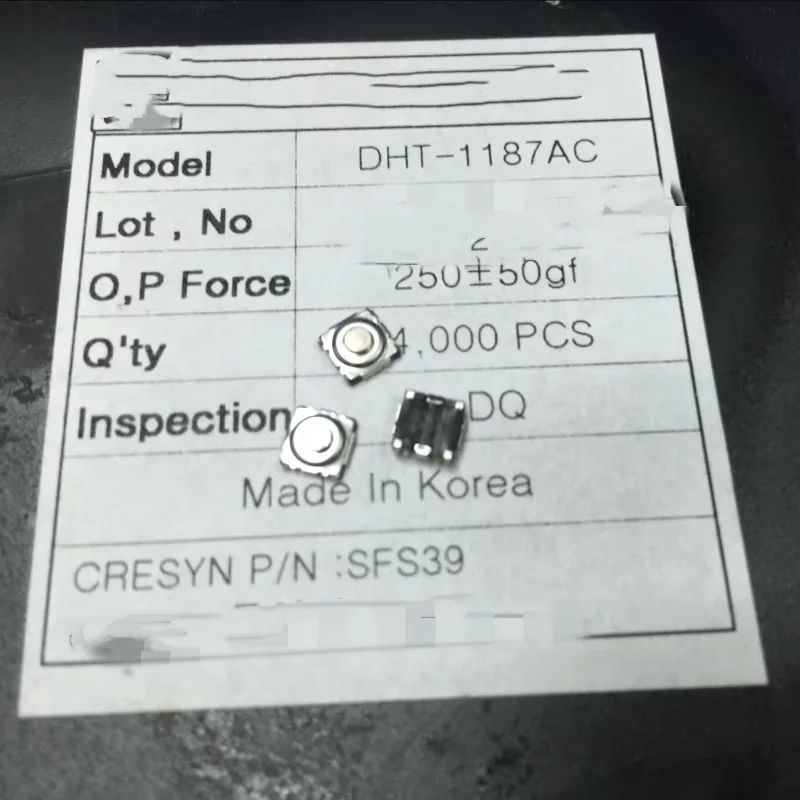 Model DHT-1187AC
Lot , No
O,P Force 250±50gf
Q'ty 4,000 PCS
Inspection DQ
Made In Korea
CRESYN P/N :SFS39